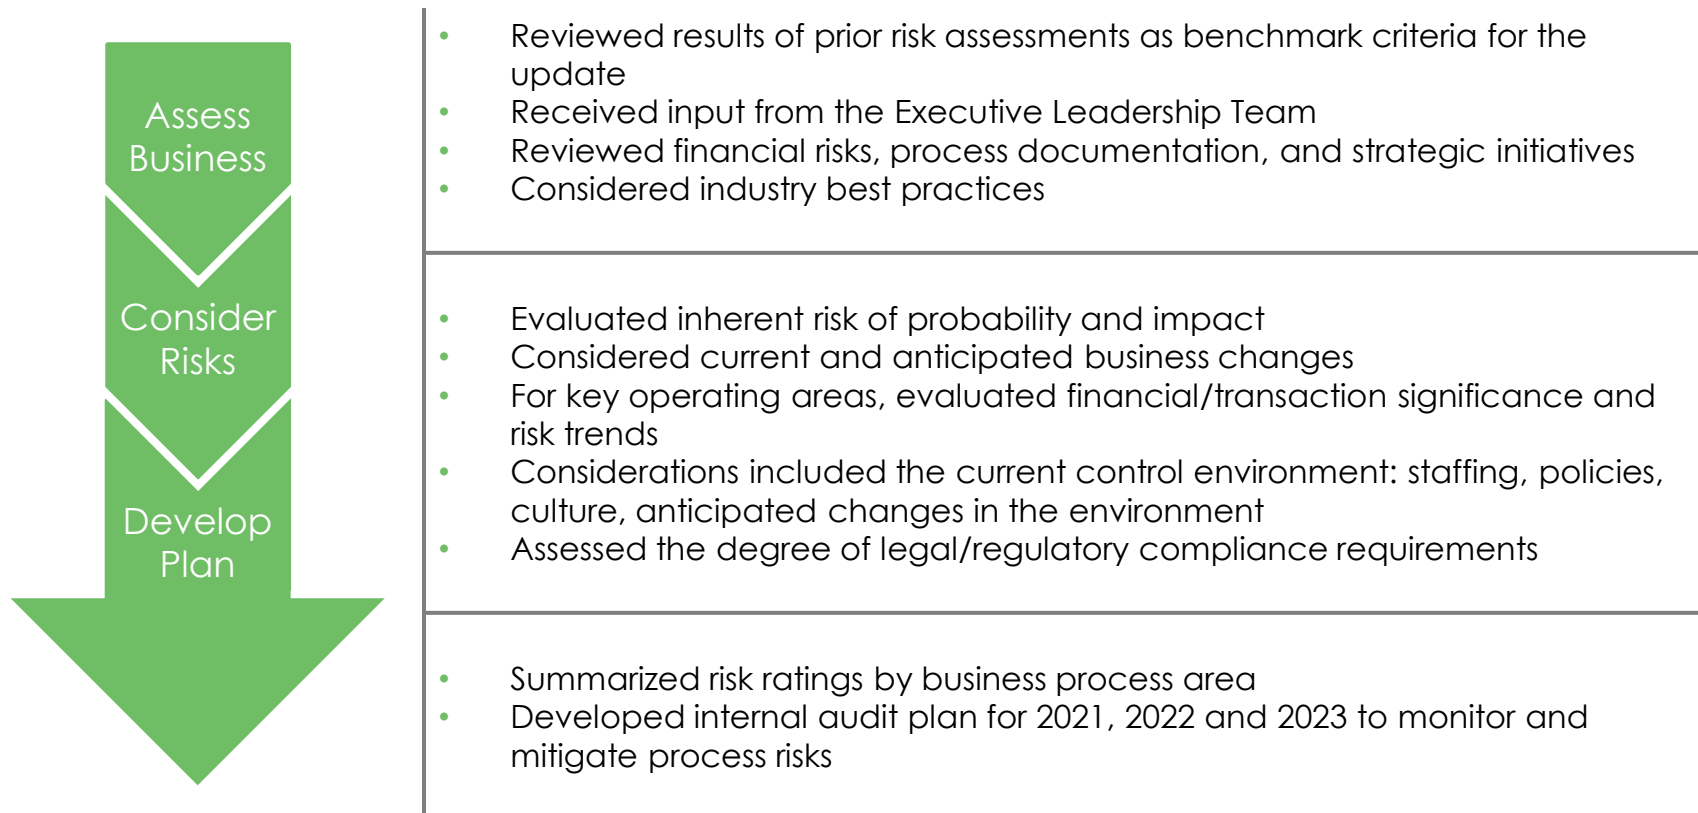 Assess
Business
• Reviewed results of prior risk assessments as benchmark criteria for the
update
• Received input from the Executive Leadership Team
• Reviewed financial risks, process documentation, and strategic initiatives
• Considered industry best practices
Consider
Risks
• Evaluated inherent risk of probability and impact
• Considered current and anticipated business changes
• For key operating areas, evaluated financial/transaction significance and
risk trends
• Considerations included the current control environment: staffing, policies,
culture, anticipated changes in the environment
• Assessed the degree of legal/regulatory compliance requirements
Develop
Plan
• Summarized risk ratings by business process area
• Developed internal audit plan for 2021, 2022 and 2023 to monitor and
mitigate process risks